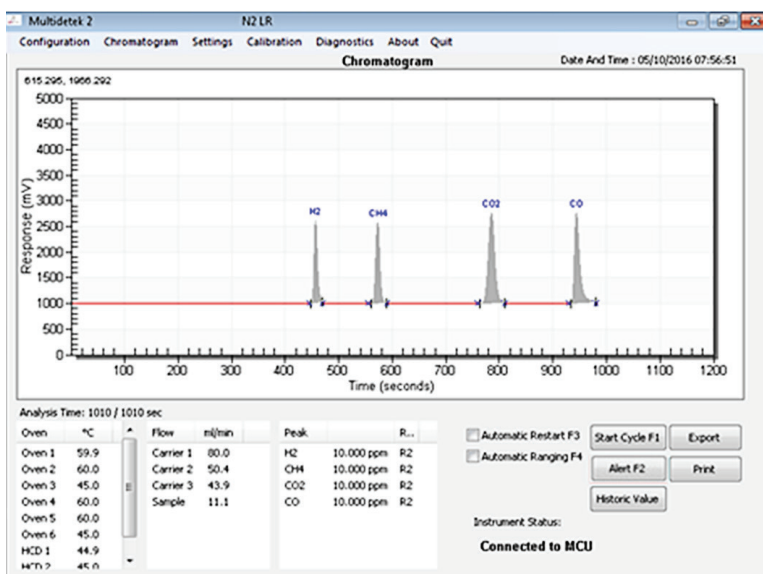 Multidetek 2 N2 LR
Configuration Chromatogram Settings Calibration Diagnostics About Quit
Chromatogram Date And Time : 05/10/2016 07:56:51
615.295, 1966.292
5000
4500
4000
3500
3000
2500
2000
1500
1000
500
0
Response (mV)
H2 CH4 CO2 CO
100 200 300 400 500 600 700 800 900 1000 1100 1200
Time (seconds)
Analysis Time: 1010 / 1010 sec
Oven °C
Oven 1 59.9
Oven 2 60.0
Oven 3 45.0
Oven 4 60.0
Oven 5 60.0
Oven 6 45.0
HCD 1 44.9
HCD 2 45.0
Flow ml/min
Carrier 1 80.0
Carrier 2 50.4
Carrier 3 43.9
Sample 11.1
Peak R...
H2 10.000 ppm R2
CH4 10.000 ppm R2
CO2 10.000 ppm R2
CO 10.000 ppm R2
Automatic Restart F3
Automatic Ranging F4
Start Cycle F1 Export
Alert F2 Print
Historic Value
Instrument Status:
Connected to MCU